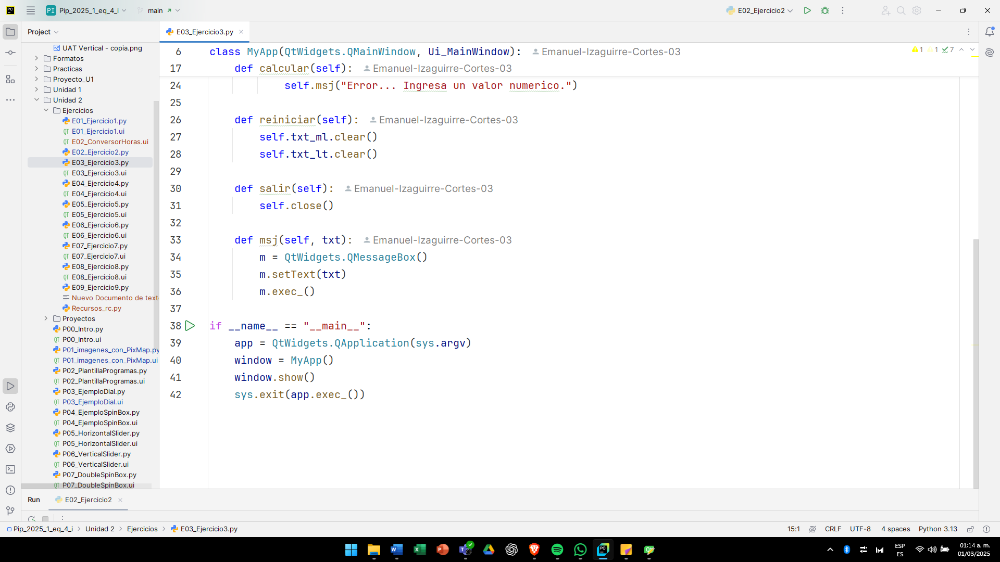 PC
PI Pip_2025_1_eq_4_i
main
E02_Ejercicio2
Project
E03_Ejercicio3.py
UAT Vertical - copia.png
Formatos
Practicas
Proyecto_U1
Unidad 1
Unidad 2
Ejercicios
E01_Ejercicio1.py
E01_Ejercicio1.ui
E02_ConversorHoras.ui
E02_Ejercicio2.py
E03_Ejercicio3.py
E03_Ejercicio3.ui
E04_Ejercicio4.py
E04_Ejercicio4.ui
E05_Ejercicio5.py
E05_Ejercicio5.ui
E06_Ejercicio6.py
E06_Ejercicio6.ui
E07_Ejercicio7.py
E07_Ejercicio7.ui
E08_Ejercicio8.py
E08_Ejercicio8.ui
E09_Ejercicio9.py
Nuevo Documento de text
Recursos_rc.py
Proyectos
P00_Intro.py
P00_Intro.ui
P01_imagenes_con_PixMap.py
P01_imagenes_con_PixMap.ui
P02_PlantillaProgramas.py
P02_PlantillaProgramas.ui
P03_EjemploDial.py
P03_EjemploDial.ui
P04_EjemploSpinBox.py
P04_EjemploSpinBox.ui
P05_HorizontalSlider.py
P05_HorizontalSlider.ui
P06_VerticalSlider.py
P06_VerticalSlider.ui
P07_DoubleSpinBox.py
P07_DoubleSpinBox.ui
6 class MyApp(QtWidgets.QMainWindow, Ui_MainWindow): Emanuel-Izaguirre-Cortes-03
1 1 7
17 def calcular(self): Emanuel-Izaguirre-Cortes-03
24 self.msj("Error... Ingresa un valor numerico.")
25
26 def reiniciar(self): Emanuel-Izaguirre-Cortes-03
27 self.txt_ml.clear()
28 self.txt_lt.clear()
29
30 def salir(self): Emanuel-Izaguirre-Cortes-03
31 self.close()
32
33 def msj(self, txt): Emanuel-Izaguirre-Cortes-03
34 m = QtWidgets.QMessageBox()
35 m.setText(txt)
36 m.exec_()
37
38 if __name__ == "__main__":
39 app = QtWidgets.QApplication(sys.argv)
40 window = MyApp()
41 window.show()
42 sys.exit(app.exec_())
Run E02_Ejercicio2
Pip_2025_1_eq_4_i > Unidad 2 > Ejercicios > E03_Ejercicio3.py
15:1 CRLF UTF-8 4 spaces Python 3.13
ESP
ES
01:14 a. m.
01/03/2025